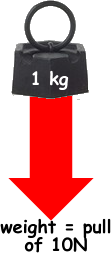 1 kg
weight = pull
of 10N